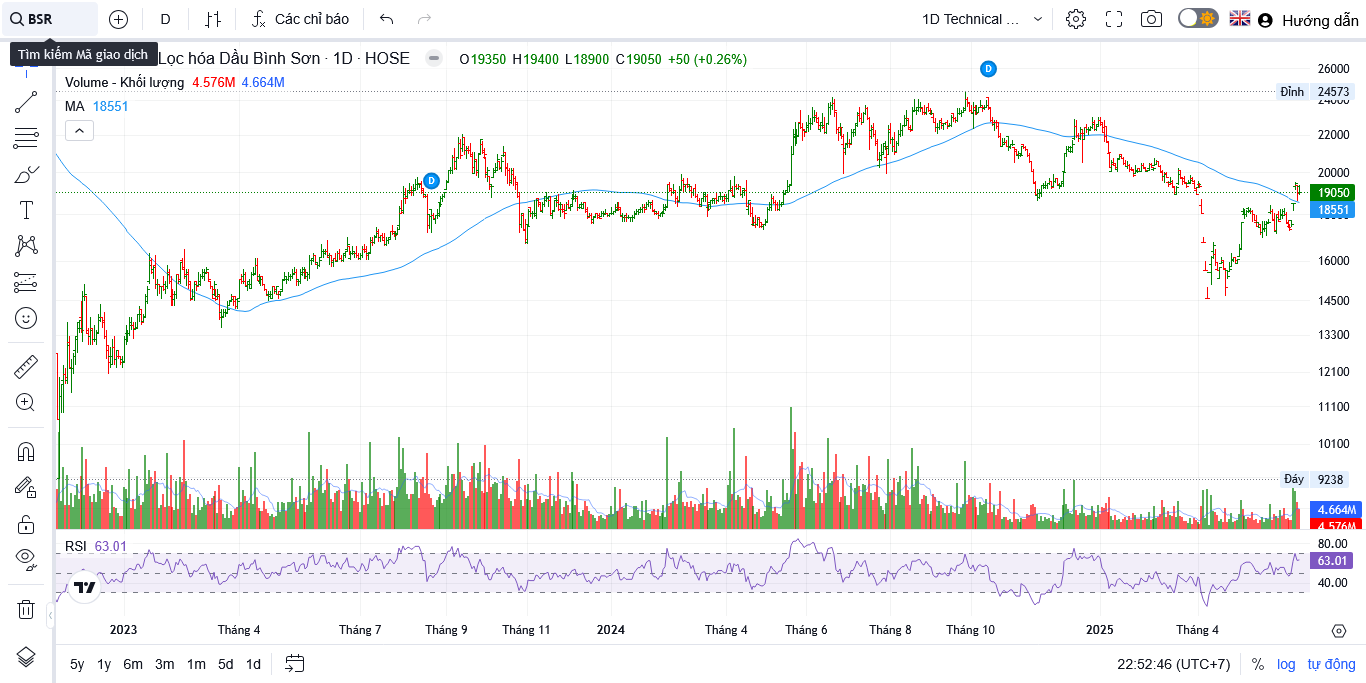 BSR D Các chỉ báo 1D Technical ... Hướng dẫn
Tìm kiếm Mã giao dịch
Lọc hóa Dầu Bình Sơn · 1D · HOSE O19350 H19400 L18900 C19050 +50 (+0.26%)
Volume - Khối lượng 4.576M 4.664M
MA 18551
D
D
26000
Đỉnh 24573
24000
22000
20000
19050
18551
16000
14500
13300
12100
11100
10100
Đáy 9238
4.664M
4.576M
RSI 63.01
80.00
63.01
40.00
2023 Tháng 4 Tháng 7 Tháng 9 Tháng 11 2024 Tháng 4 Tháng 6 Tháng 8 Tháng 10 2025 Tháng 4
5y 1y 6m 3m 1m 5d 1d 22:52:46 (UTC+7) % log tự động